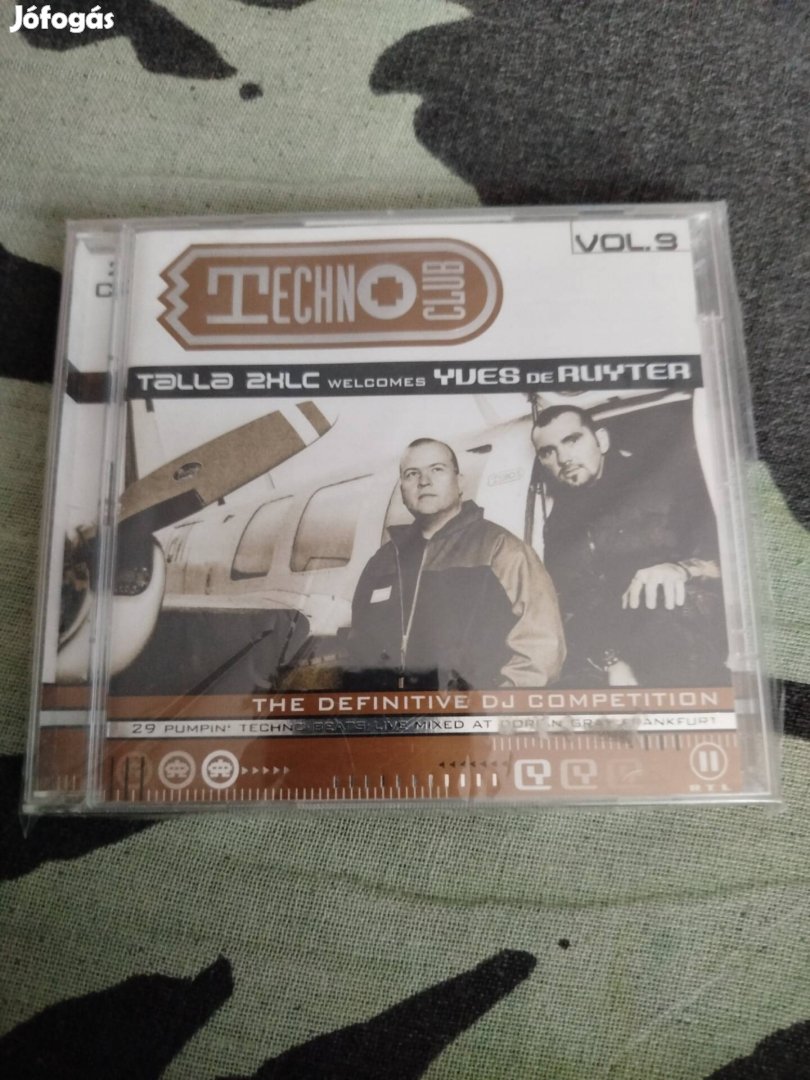 Jófogás
VOL.9
TECHNO CLUB
TALLA 2XLC WELCOMES YVES DE RUYTER
THE DEFINITIVE DJ COMPETITION
29 PUMPIN' TECHNO BEATS LIVE MIXED AT DORIAN GRAY FRANKFURT
RTL